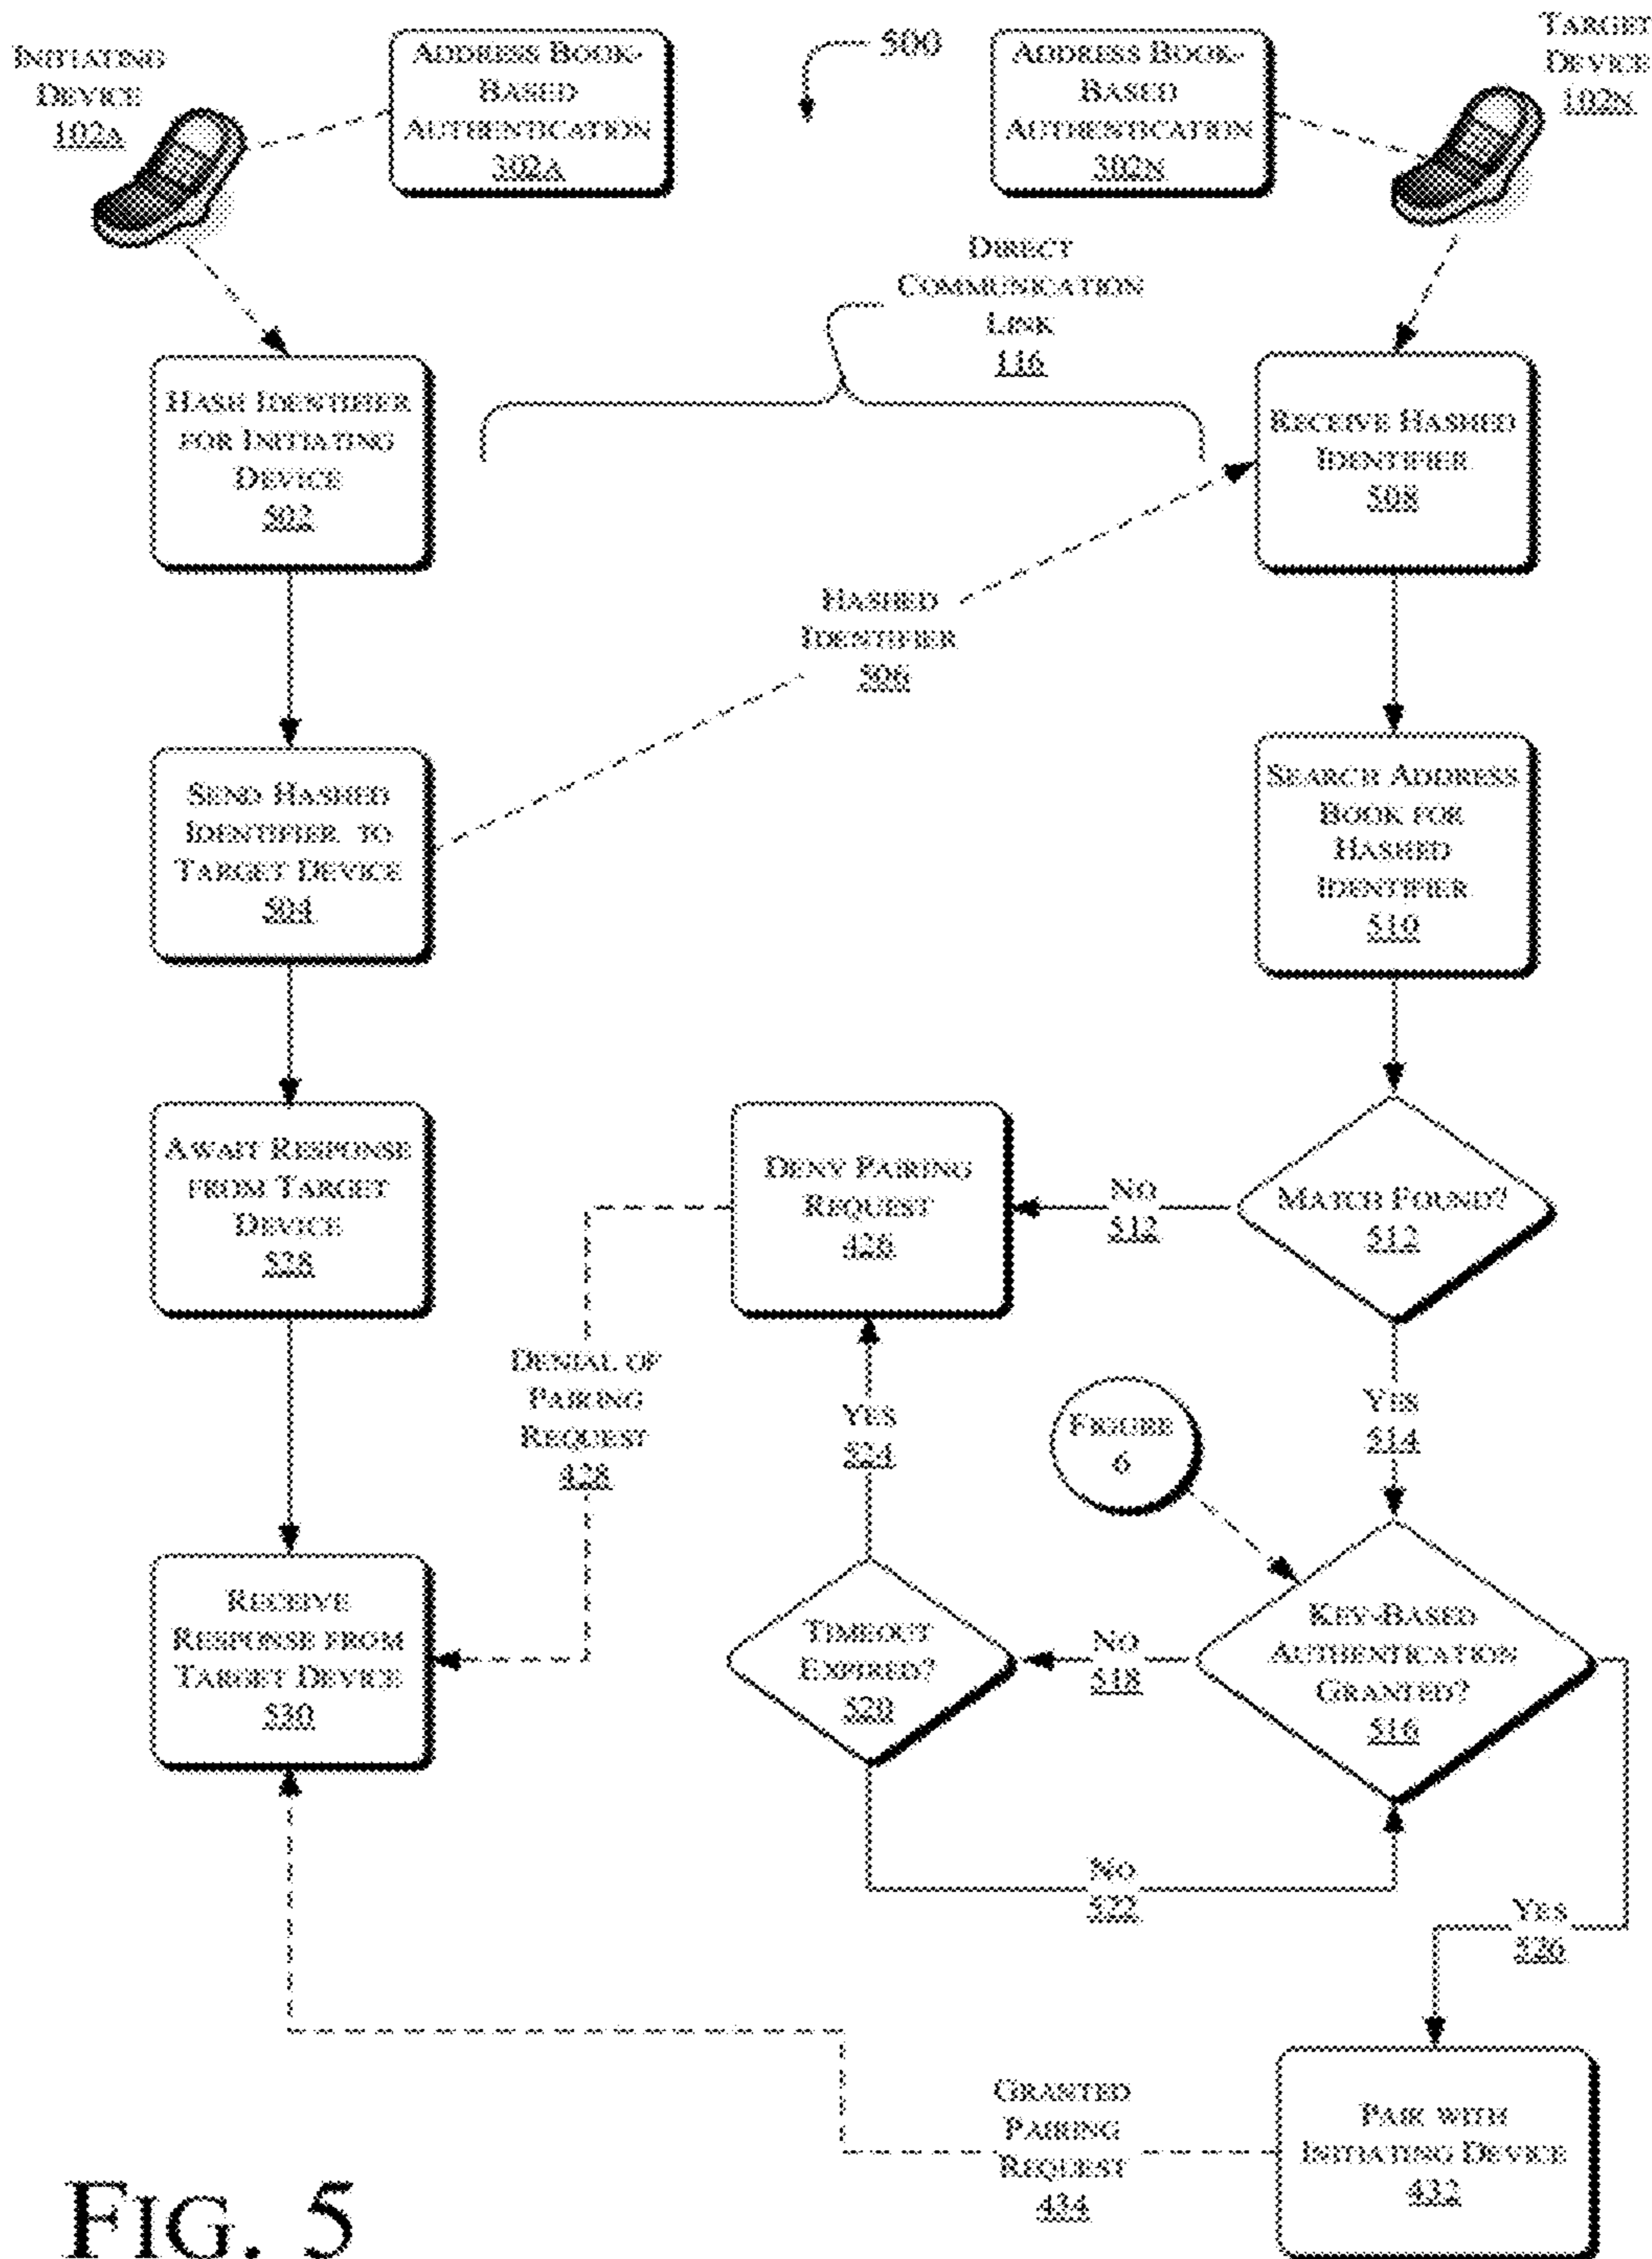 INITIATING
DEVICE
102A
ADDRESS BOOK-
BASED
AUTHENTICATION
302A
500
ADDRESS BOOK-
BASED
AUTHENTICATION
302N
TARGET
DEVICE
102N
DIRECT
COMMUNICATION
LINK
116
HASH IDENTIFIER
FOR INITIATING
DEVICE
502
RECEIVE HASHED
IDENTIFIER
508
HASHED
IDENTIFIER
506
SEND HASHED
IDENTIFIER TO
TARGET DEVICE
504
SEARCH ADDRESS
BOOK FOR
HASHED
IDENTIFIER
510
AWAIT RESPONSE
FROM TARGET
DEVICE
528
DENY PAIRING
REQUEST
426
NO
512
MATCH FOUND?
512
DENIAL OF
PAIRING
REQUEST
428
YES
524
FIGURE
6
YES
514
RECEIVE
RESPONSE FROM
TARGET DEVICE
530
TIMEOUT
EXPIRED?
520
NO
518
KEY-BASED
AUTHENTICATION
GRANTED?
516
NO
522
YES
526
GRANTED
PAIRING
REQUEST
434
PAIR WITH
INITIATING DEVICE
432
FIG. 5